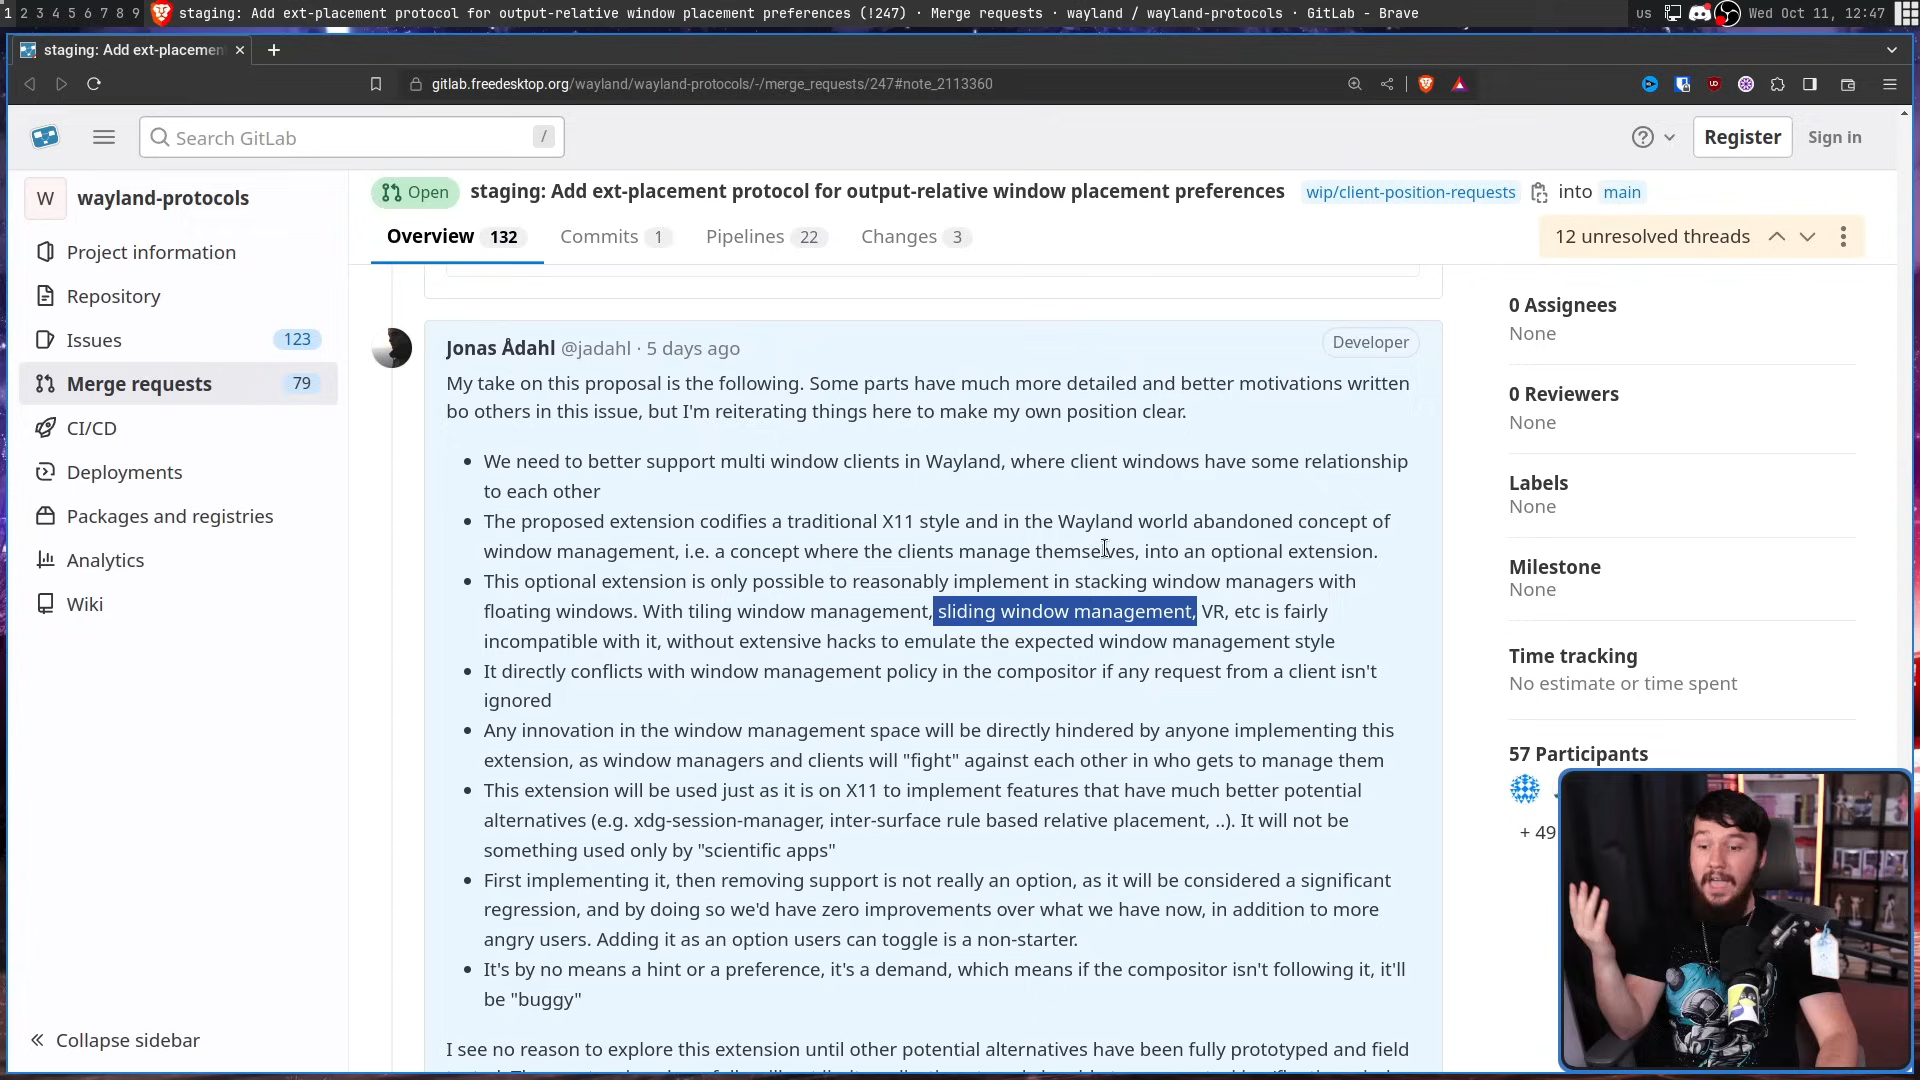 1 2 3 4 5 6 7 8 9 staging: Add ext-placement protocol for output-relative window placement preferences (!247) · Merge requests · wayland / wayland-protocols · GitLab - Brave us Wed Oct 11, 12:47
staging: Add ext-placemen
gitlab.freedesktop.org/wayland/wayland-protocols/-/merge_requests/247#note_2113360
Search GitLab /
Register Sign in
W wayland-protocols
Project information
Repository
Issues 123
Merge requests 79
CI/CD
Deployments
Packages and registries
Analytics
Wiki
Collapse sidebar
Open staging: Add ext-placement protocol for output-relative window placement preferences wip/client-position-requests into main
Overview 132 Commits 1 Pipelines 22 Changes 3 12 unresolved threads
Jonas Ådahl @jadahl · 5 days ago Developer
My take on this proposal is the following. Some parts have much more detailed and better motivations written
bo others in this issue, but I'm reiterating things here to make my own position clear.
• We need to better support multi window clients in Wayland, where client windows have some relationship
to each other
• The proposed extension codifies a traditional X11 style and in the Wayland world abandoned concept of
window management, i.e. a concept where the clients manage themselves, into an optional extension.
• This optional extension is only possible to reasonably implement in stacking window managers with
floating windows. With tiling window management, sliding window management, VR, etc is fairly
incompatible with it, without extensive hacks to emulate the expected window management style
• It directly conflicts with window management policy in the compositor if any request from a client isn't
ignored
• Any innovation in the window management space will be directly hindered by anyone implementing this
extension, as window managers and clients will "fight" against each other in who gets to manage them
• This extension will be used just as it is on X11 to implement features that have much better potential
alternatives (e.g. xdg-session-manager, inter-surface rule based relative placement, ..). It will not be
something used only by "scientific apps"
• First implementing it, then removing support is not really an option, as it will be considered a significant
regression, and by doing so we'd have zero improvements over what we have now, in addition to more
angry users. Adding it as an option users can toggle is a non-starter.
• It's by no means a hint or a preference, it's a demand, which means if the compositor isn't following it, it'll
be "buggy"
I see no reason to explore this extension until other potential alternatives have been fully prototyped and field
0 Assignees
None
0 Reviewers
None
Labels
None
Milestone
None
Time tracking
No estimate or time spent
57 Participants
+ 49